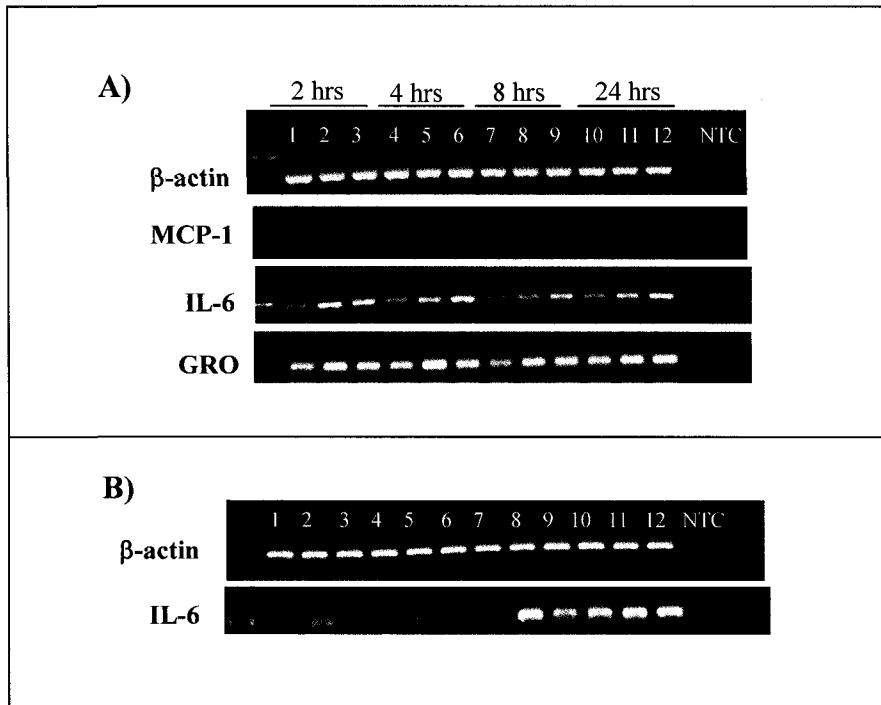 A)
2 hrs 4 hrs 8 hrs 24 hrs
1 2 3 4 5 6 7 8 9 10 11 12 NTC
β-actin
MCP-1
IL-6
GRO
B)
1 2 3 4 5 6 7 8 9 10 11 12 NTC
β-actin
IL-6